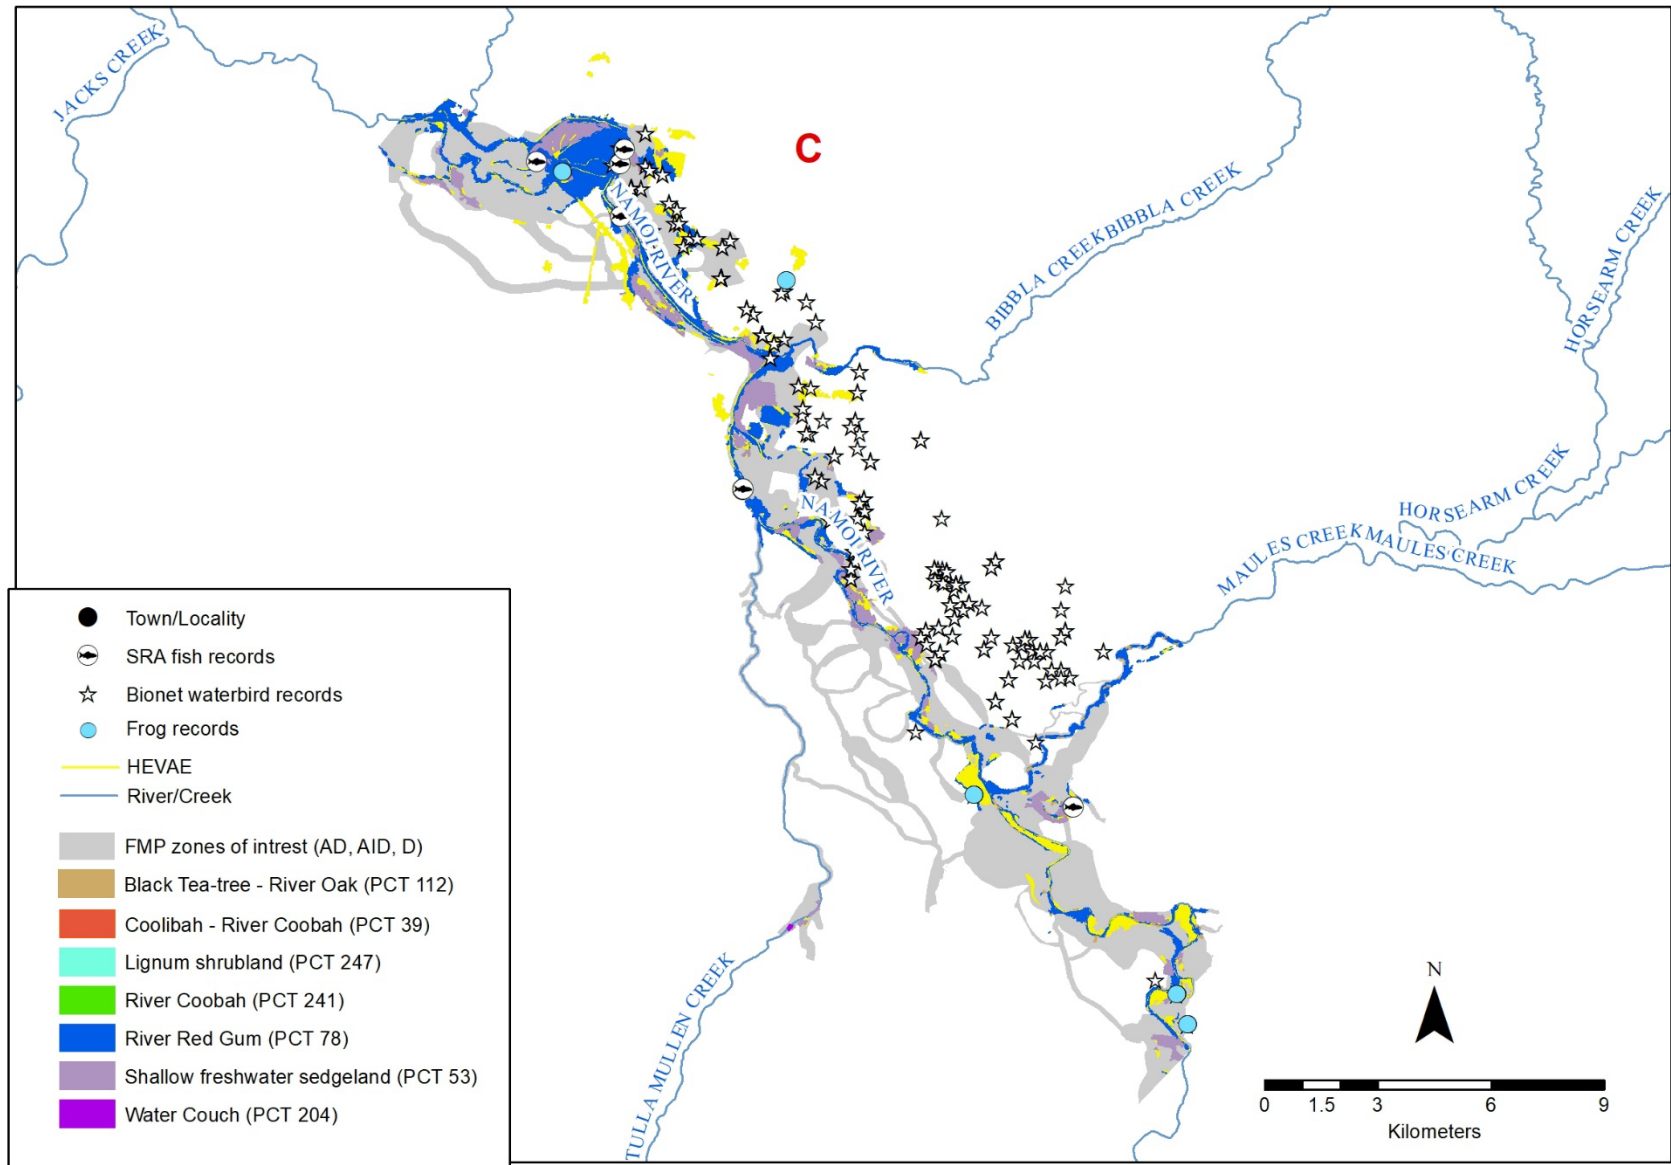 JACKS CREEK
C
NAMOI RIVER
BIBBLA CREEK
BIBBLA CREEK
HORSEARM CREEK
NAMOI RIVER
HORSEARM CREEK
MAULES CREEK
MAULES CREEK
TULLA MULLEN CREEK
Town/Locality
SRA fish records
Bionet waterbird records
Frog records
HEVAE
River/Creek
FMP zones of intrest (AD, AID, D)
Black Tea-tree - River Oak (PCT 112)
Coolibah - River Coobah (PCT 39)
Lignum shrubland (PCT 247)
River Coobah (PCT 241)
River Red Gum (PCT 78)
Shallow freshwater sedgeland (PCT 53)
Water Couch (PCT 204)
N
0 1.5 3 6 9
Kilometers